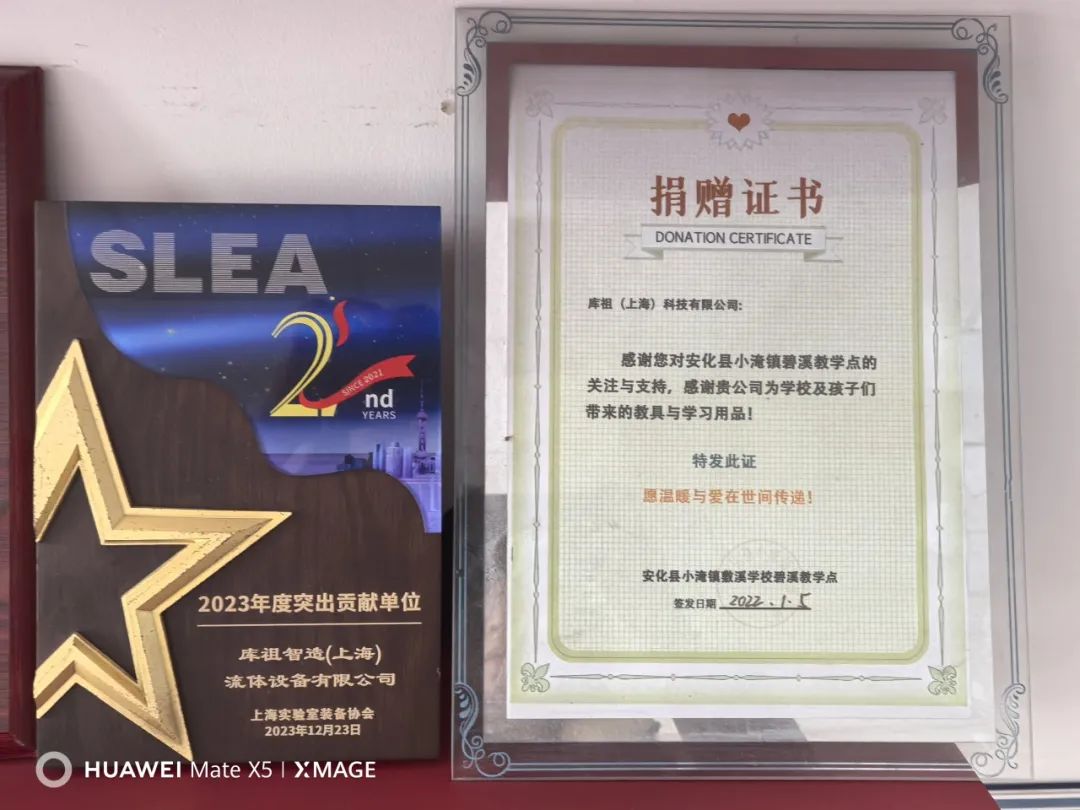 SLEA
2nd
YEARS
SINCE 2021
2023年度突出贡献单位
库祖智造(上海)
流体设备有限公司
上海实验室装备协会
2023年12月23日
捐赠证书
DONATION CERTIFICATE
库祖（上海）科技有限公司:
感谢您对安化县小淹镇碧溪教学点的
关注与支持，感谢贵公司为学校及孩子们
带来的教具与学习用品！
特发此证
愿温暖与爱在世间传递！
安化县小淹镇敷溪学校碧溪教学点
签发日期 2022.1.5
HUAWEI Mate X5 | XMAGE